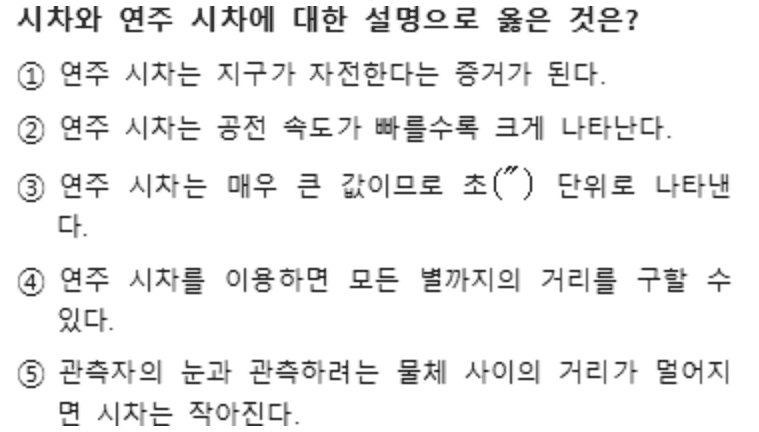 시차와 연주 시차에 대한 설명으로 옳은 것은?
① 연주 시차는 지구가 자전한다는 증거가 된다.
② 연주 시차는 공전 속도가 빠를수록 크게 나타난다.
③ 연주 시차는 매우 큰 값이므로 초(″) 단위로 나타낸
다.
④ 연주 시차를 이용하면 모든 별까지의 거리를 구할 수
있다.
⑤ 관측자의 눈과 관측하려는 물체 사이의 거리가 멀어지
면 시차는 작아진다.